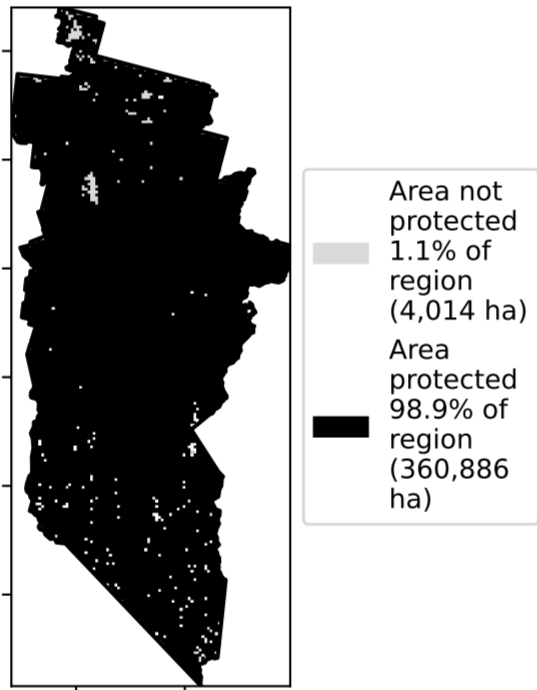 Area not
protected
1.1% of
region
(4,014 ha)
Area
protected
98.9% of
region
(360,886
ha)